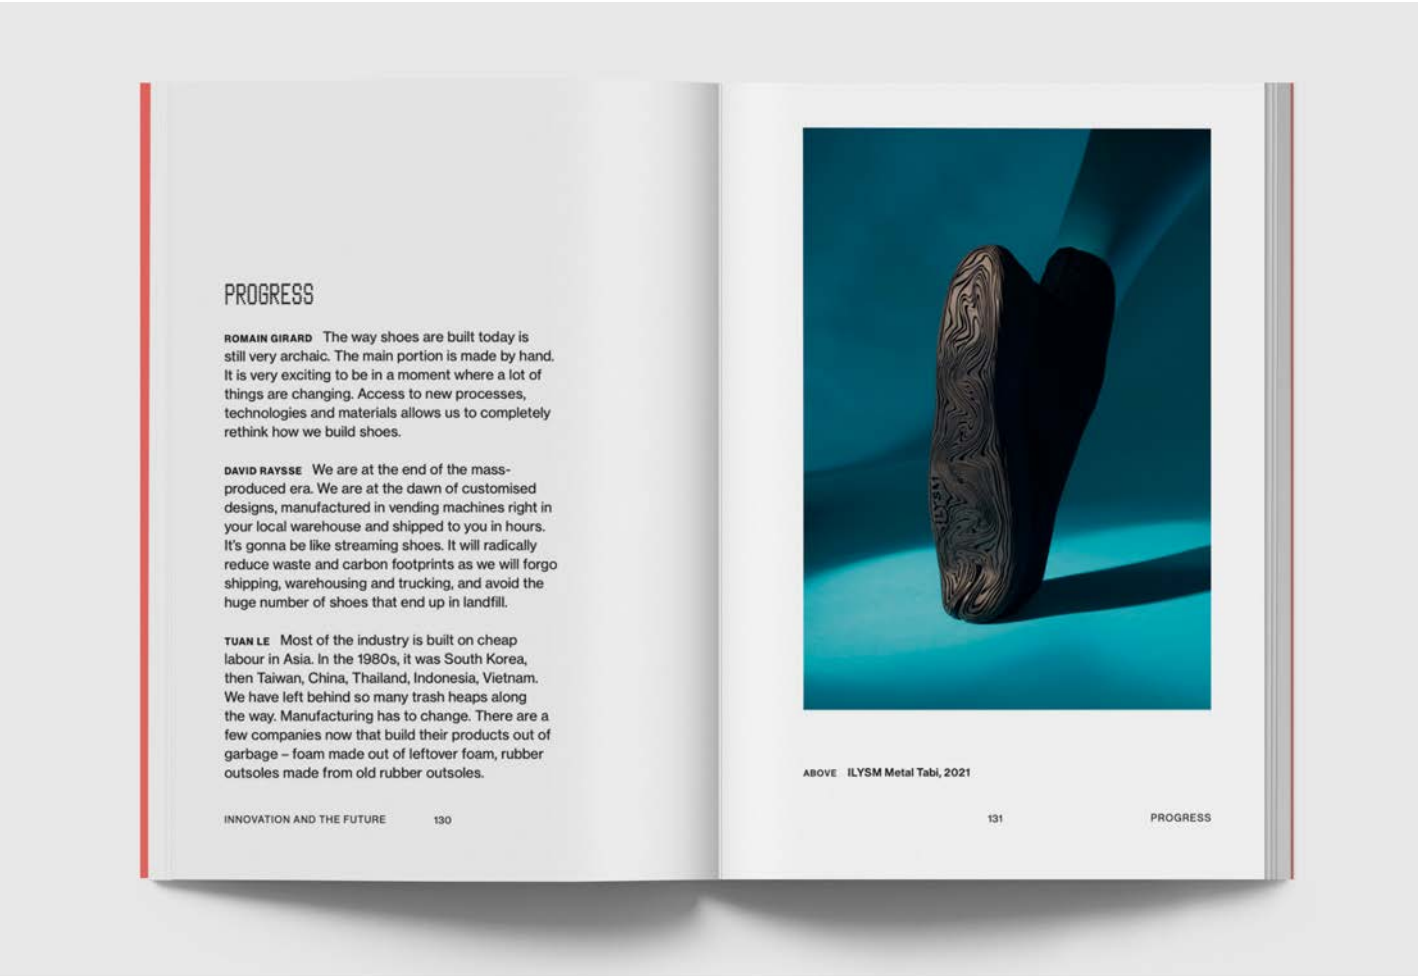 PROGRESS
ROMAIN GIRARD The way shoes are built today is
still very archaic. The main portion is made by hand.
It is very exciting to be in a moment where a lot of
things are changing. Access to new processes,
technologies and materials allows us to completely
rethink how we build shoes.
DAVID RAYSSE We are at the end of the mass-
produced era. We are at the dawn of customised
designs, manufactured in vending machines right in
your local warehouse and shipped to you in hours.
It's gonna be like streaming shoes. It will radically
reduce waste and carbon footprints as we will forgo
shipping, warehousing and trucking, and avoid the
huge number of shoes that end up in landfill.
TUAN LE Most of the industry is built on cheap
labour in Asia. In the 1980s, it was South Korea,
then Taiwan, China, Thailand, Indonesia, Vietnam.
We have left behind so many trash heaps along
the way. Manufacturing has to change. There are a
few companies now that build their products out of
garbage – foam made out of leftover foam, rubber
outsoles made from old rubber outsoles.
INNOVATION AND THE FUTURE 130
ILYSM
ABOVE ILYSM Metal Tabi, 2021
131 PROGRESS